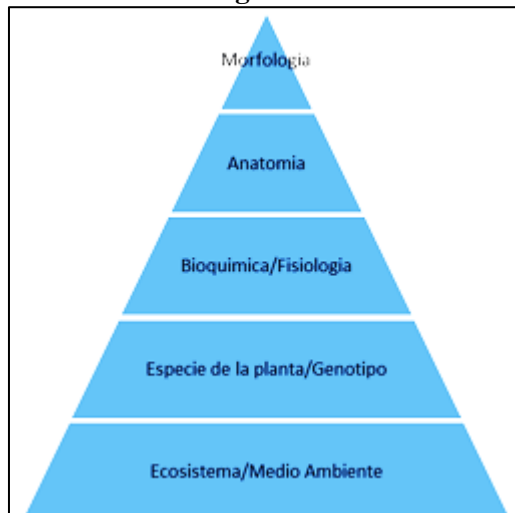 Morfologia
Anatomia
Bioquimica/Fisiologia
Especie de la planta/Genotipo
Ecosistema/Medio Ambiente